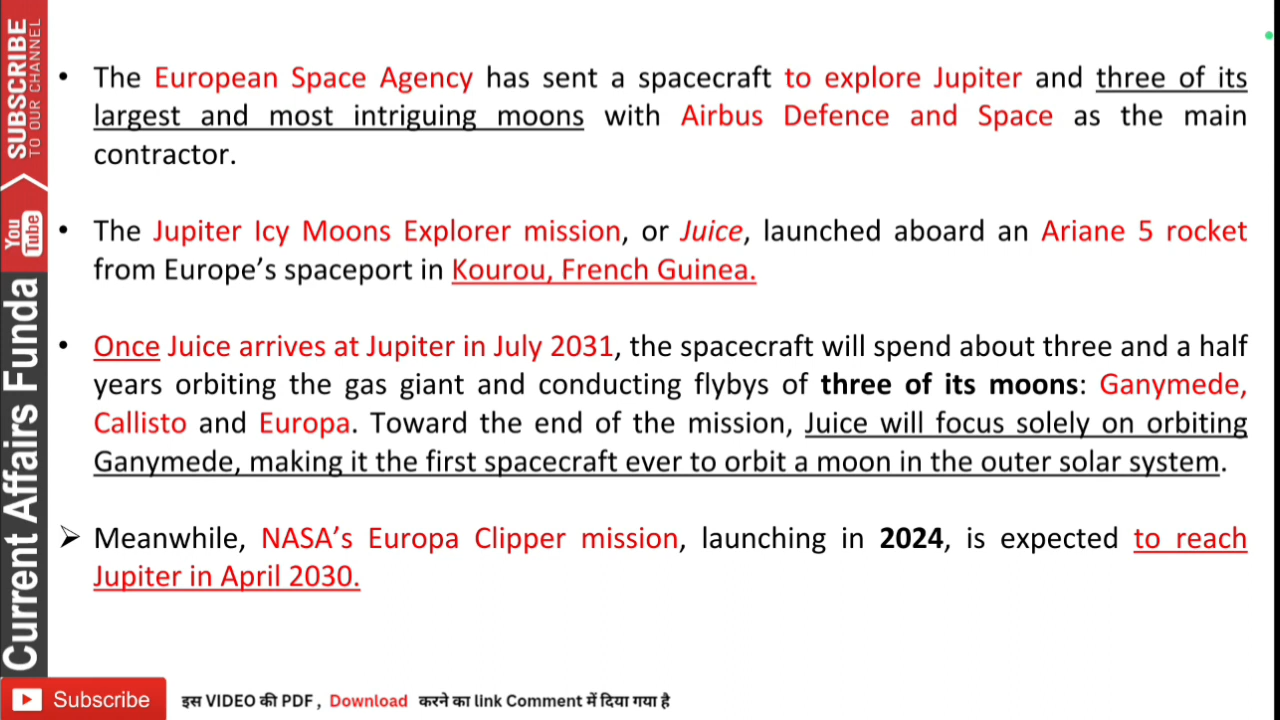 • The European Space Agency has sent a spacecraft to explore Jupiter and three of its
largest and most intriguing moons with Airbus Defence and Space as the main
contractor.
• The Jupiter Icy Moons Explorer mission, or Juice, launched aboard an Ariane 5 rocket
from Europe’s spaceport in Kourou, French Guinea.
• Once Juice arrives at Jupiter in July 2031, the spacecraft will spend about three and a half
years orbiting the gas giant and conducting flybys of three of its moons: Ganymede,
Callisto and Europa. Toward the end of the mission, Juice will focus solely on orbiting
Ganymede, making it the first spacecraft ever to orbit a moon in the outer solar system.
➢ Meanwhile, NASA’s Europa Clipper mission, launching in 2024, is expected to reach
Jupiter in April 2030.
SUBSCRIBE
TO OUR CHANNEL
You
Tube
Current Affairs Funda
Subscribe
इस VIDEO की PDF , Download करने का link Comment में दिया गया है